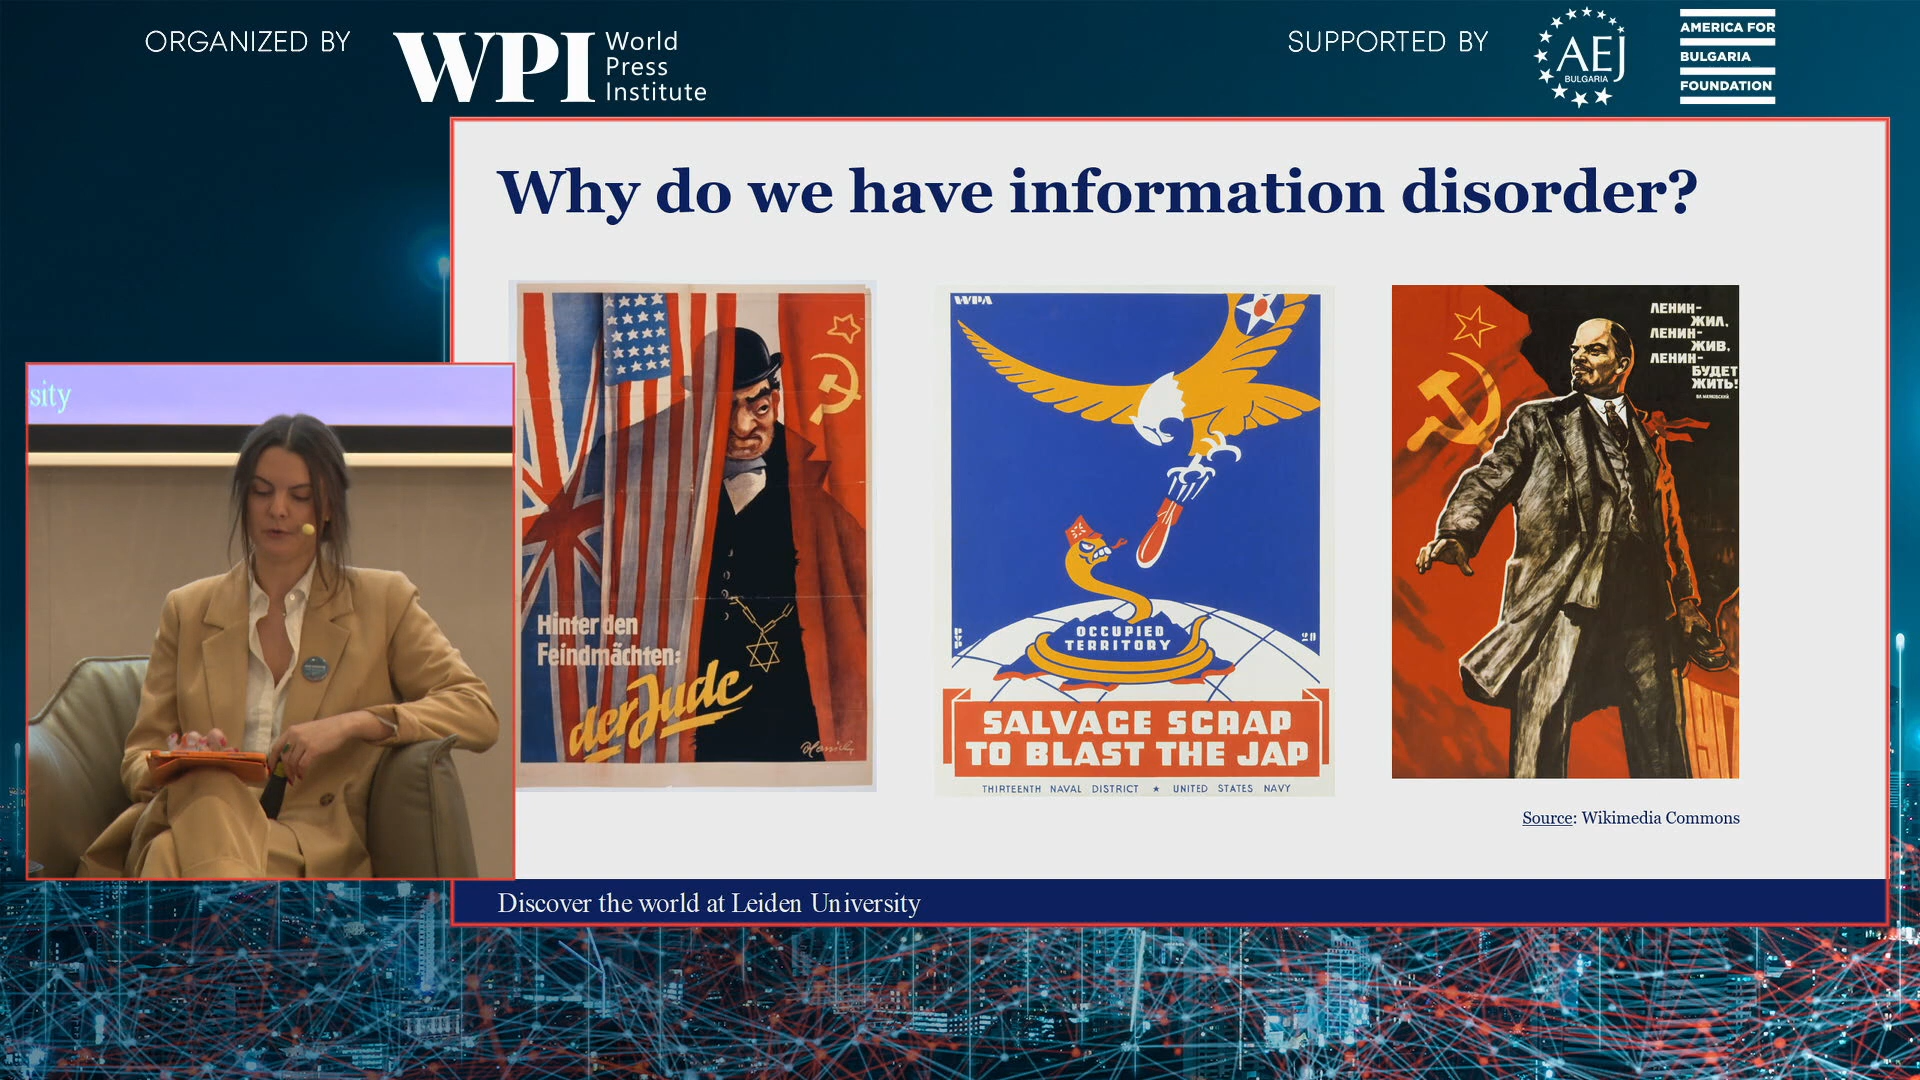 ORGANIZED BY
WPI
World
Press
Institute
SUPPORTED BY
AEJ
BULGARIA
AMERICA FOR
BULGARIA
FOUNDATION
Why do we have information disorder?
sity
Hinter den
Feindmächten:
der Jude
WPA
OCCUPIED
TERRITORY
SALVAGE SCRAP
TO BLAST THE JAP
THIRTEENTH NAVAL DISTRICT ★ UNITED STATES NAVY
ЛЕНИН-
ЖИЛ,
ЛЕНИН-
ЖИВ,
ЛЕНИН-
БУДЕТ
ЖИТЬ!
1917
Source: Wikimedia Commons
Discover the world at Leiden University